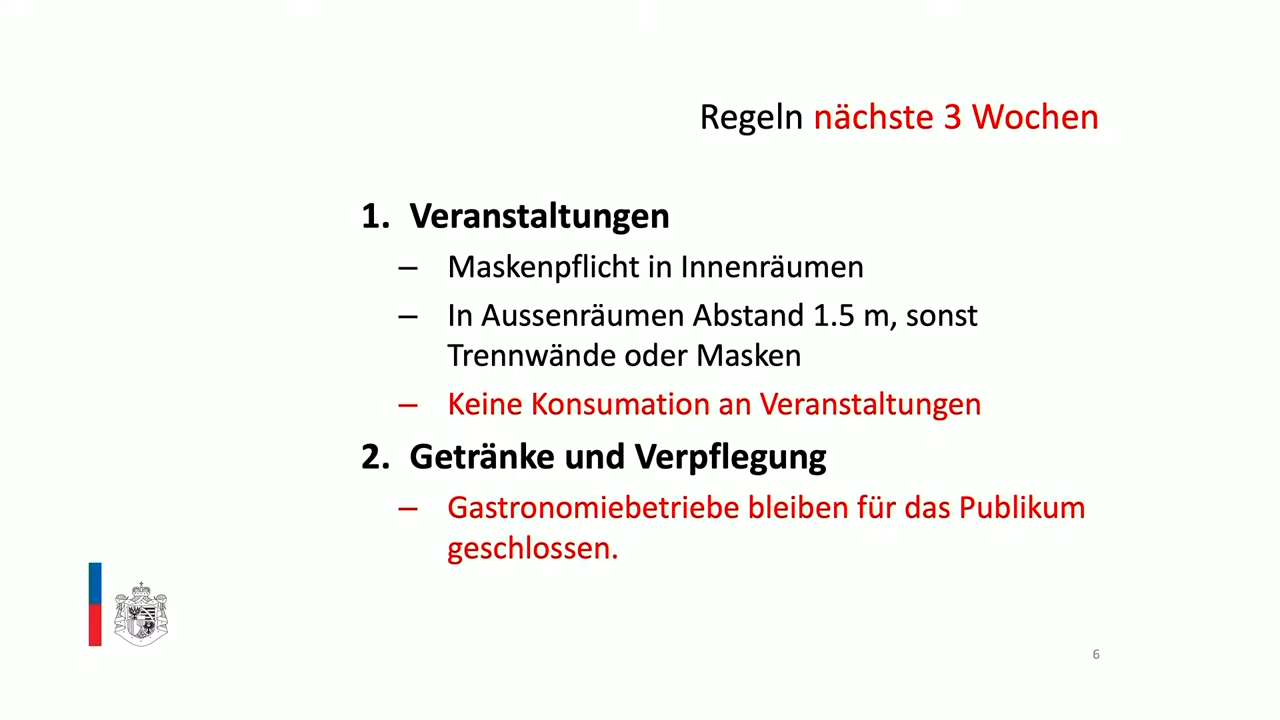 Regeln nächste 3 Wochen
1. Veranstaltungen
– Maskenpflicht in Innenräumen
– In Aussenräumen Abstand 1.5 m, sonst
Trennwände oder Masken
– Keine Konsumation an Veranstaltungen
2. Getränke und Verpflegung
– Gastronomiebetriebe bleiben für das Publikum
geschlossen.
6